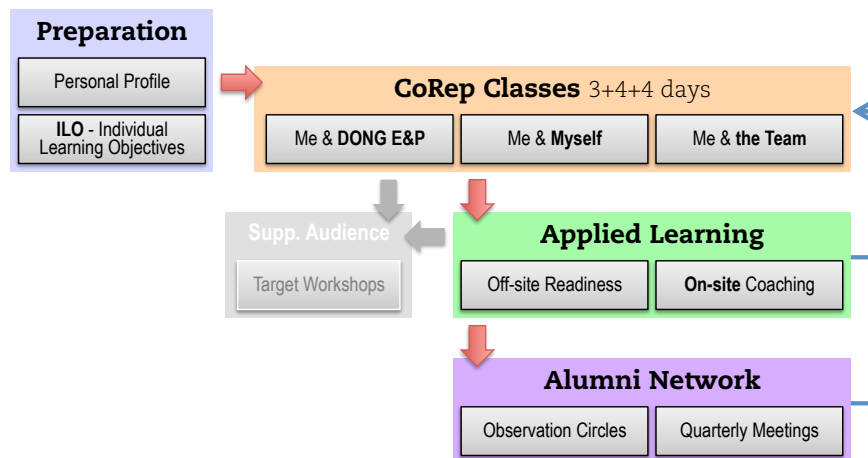 Preparation
Personal Profile
ILO - Individual
Learning Objectives
CoRep Classes 3+4+4 days
Me & DONG E&P
Me & Myself
Me & the Team
Supp. Audience
Target Workshops
Applied Learning
Off-site Readiness
On-site Coaching
Alumni Network
Observation Circles
Quarterly Meetings